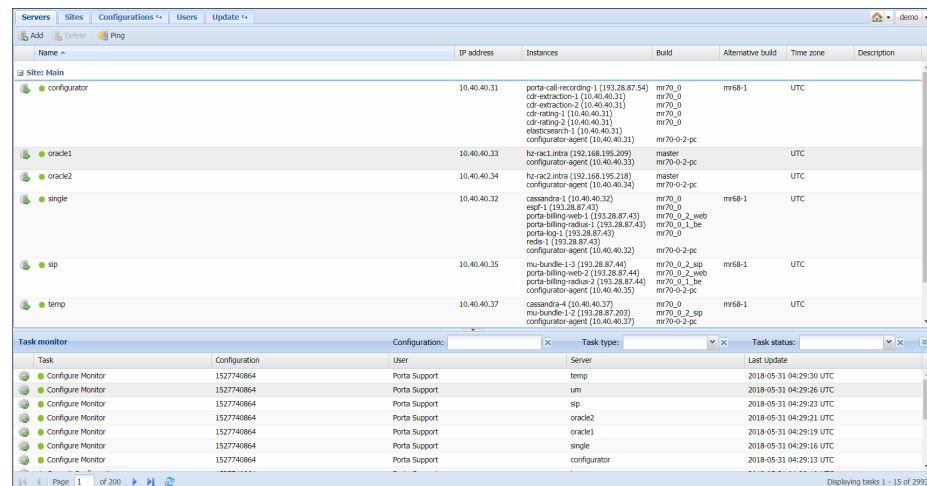 Servers Sites Configurations Users Update demo
Add Delete Ping
Name IP address Instances Build Alternative build Time zone Description
Site: Main
configurator 10.40.40.31 porta-call-recording-1 (193.28.87.54) mr70_0 mr68-1 UTC
cdr-extraction-1 (10.40.40.31) mr70_0
cdr-extraction-2 (10.40.40.31) mr70_0
cdr-rating-1 (10.40.40.31) mr70_0
cdr-rating-2 (10.40.40.31) mr70_0
elasticsearch-1 (10.40.40.31)
configurator-agent (10.40.40.31) mr70-0-2-pc
oracle1 10.40.40.33 hz-rac1.intra (192.168.195.209) master UTC
configurator-agent (10.40.40.33) mr70-0-2-pc
oracle2 10.40.40.34 hz-rac2.intra (192.168.195.218) master UTC
configurator-agent (10.40.40.34) mr70-0-2-pc
single 10.40.40.32 cassandra-1 (10.40.40.32) mr70_0 mr68-1 UTC
espf-1 (193.28.87.43) mr70_0
porta-billing-web-1 (193.28.87.43) mr70_0_2_web
porta-billing-radius-1 (193.28.87.43) mr70_0_1_be
porta-log-1 (193.28.87.43) mr70_0
redis-1 (193.28.87.43)
configurator-agent (10.40.40.32) mr70-0-2-pc
sip 10.40.40.35 mu-bundle-1-3 (193.28.87.44) mr70_0_2_sip mr68-1 UTC
porta-billing-web-2 (193.28.87.44) mr70_0_2_web
porta-billing-radius-2 (193.28.87.44) mr70_0_1_be
configurator-agent (10.40.40.35) mr70-0-2-pc
temp 10.40.40.37 cassandra-4 (10.40.40.37) mr70_0 mr68-1 UTC
mu-bundle-1-2 (193.28.87.203) mr70_0_2_sip
configurator-agent (10.40.40.37) mr70-0-2-pc
Task monitor Configuration: Task type: Task status:
Task Configuration User Server Last Update
Configure Monitor 1527740864 Porta Support temp 2018-05-31 04:29:30 UTC
Configure Monitor 1527740864 Porta Support um 2018-05-31 04:29:26 UTC
Configure Monitor 1527740864 Porta Support sip 2018-05-31 04:29:23 UTC
Configure Monitor 1527740864 Porta Support oracle2 2018-05-31 04:29:21 UTC
Configure Monitor 1527740864 Porta Support oracle1 2018-05-31 04:29:19 UTC
Configure Monitor 1527740864 Porta Support single 2018-05-31 04:29:16 UTC
Configure Monitor 1527740864 Porta Support configurator 2018-05-31 04:29:13 UTC
Page 1 of 200 Displaying tasks 1 - 15 of 2993